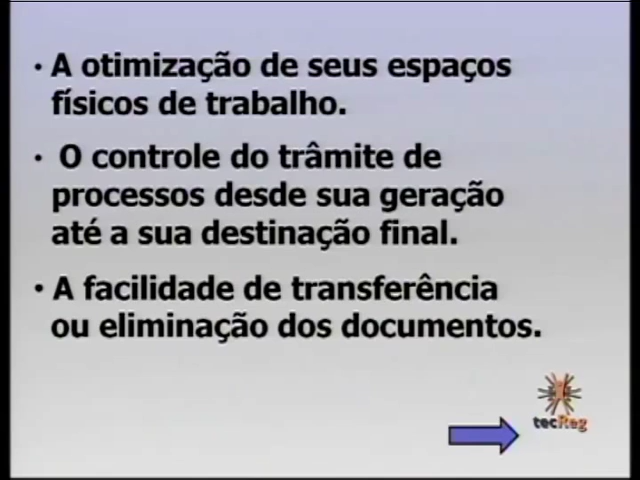 • A otimização de seus espaços
físicos de trabalho.
• O controle do trâmite de
processos desde sua geração
até a sua destinação final.
• A facilidade de transferência
ou eliminação dos documentos.
tecReg